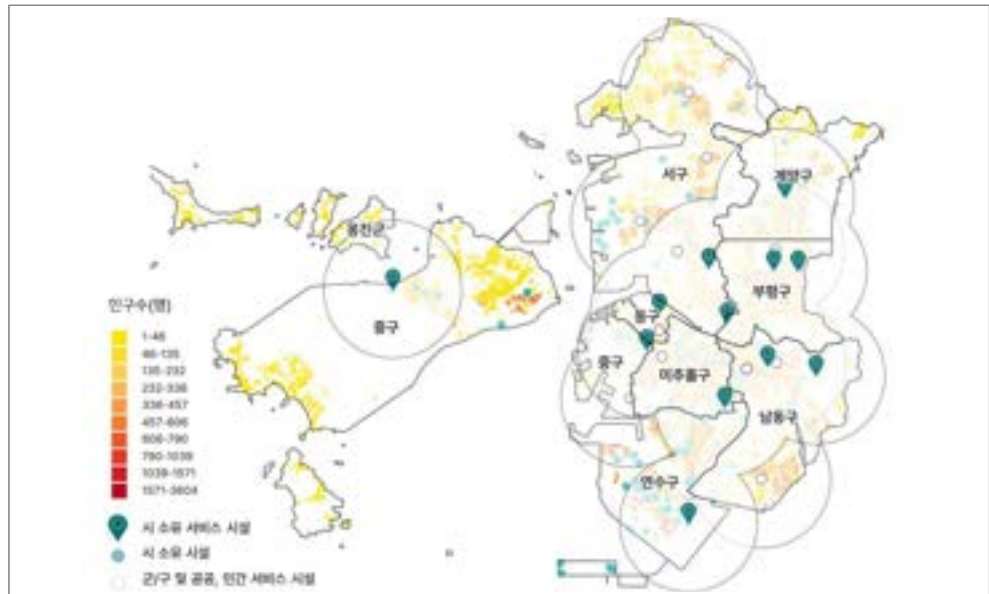 서구
계양구
옹진군
부평구
인구수(명)
중구
동구
중구
미추홀구
1-46
46-135
135-232
232-336
336-457
457-606
606-790
790-1039
1039-1571
1571-3604
남동구
연수구
시 소유 서비스 시설
시 소유 시설
군/구 및 공공, 민간 서비스 시설